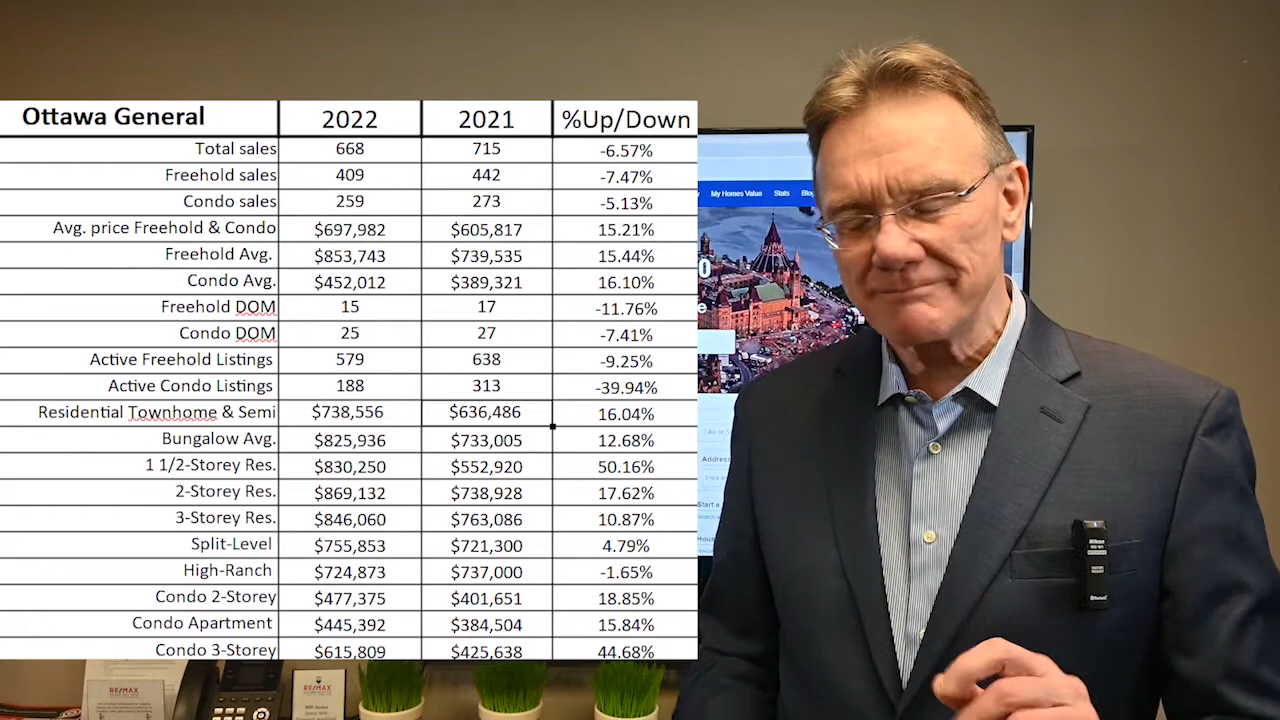 Ottawa General 2022 2021 %Up/Down
Total sales 668 715 -6.57%
Freehold sales 409 442 -7.47%
Condo sales 259 273 -5.13%
Avg. price Freehold & Condo $697,982 $605,817 15.21%
Freehold Avg. $853,743 $739,535 15.44%
Condo Avg. $452,012 $389,321 16.10%
Freehold DOM 15 17 -11.76%
Condo DOM 25 27 -7.41%
Active Freehold Listings 579 638 -9.25%
Active Condo Listings 188 313 -39.94%
Residential Townhome & Semi $738,556 $636,486 16.04%
Bungalow Avg. $825,936 $733,005 12.68%
1 1/2-Storey Res. $830,250 $552,920 50.16%
2-Storey Res. $869,132 $738,928 17.62%
3-Storey Res. $846,060 $763,086 10.87%
Split-Level $755,853 $721,300 4.79%
High-Ranch $724,873 $737,000 -1.65%
Condo 2-Storey $477,375 $401,651 18.85%
Condo Apartment $445,392 $384,504 15.84%
Condo 3-Storey $615,809 $425,638 44.68%
My Homes Value Stats Blog
Address
Start a
RE/MAX
RE/MAX
Nikon